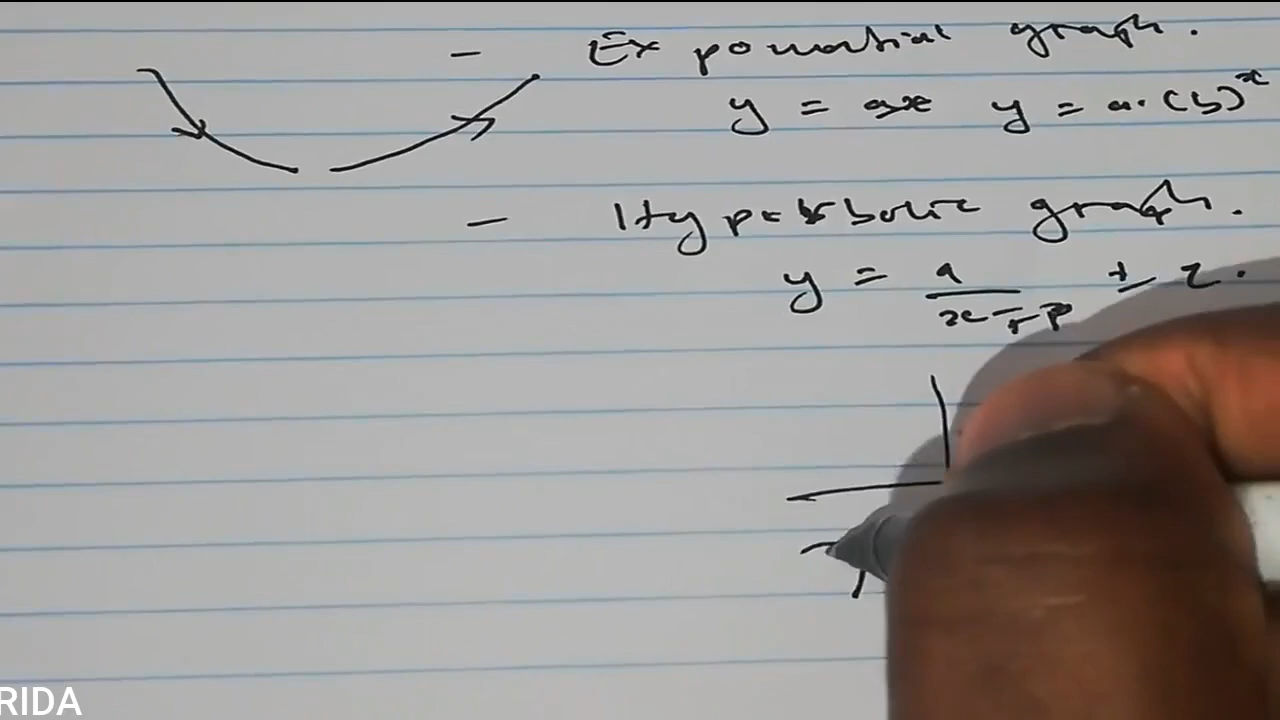 - Exponential graph.
y = ax y = a.(b)^x
- Hyperbolic graph.
y = a/(x ∓ p) ± q.
RIDA